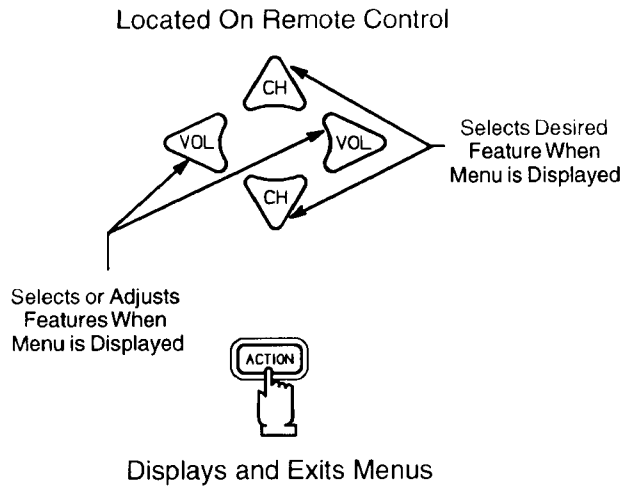 Located On Remote Control
CH
VOL
VOL
CH
Selects Desired
Feature When
Menu is Displayed
Selects or Adjusts
Features When
Menu is Displayed
ACTION
Displays and Exits Menus